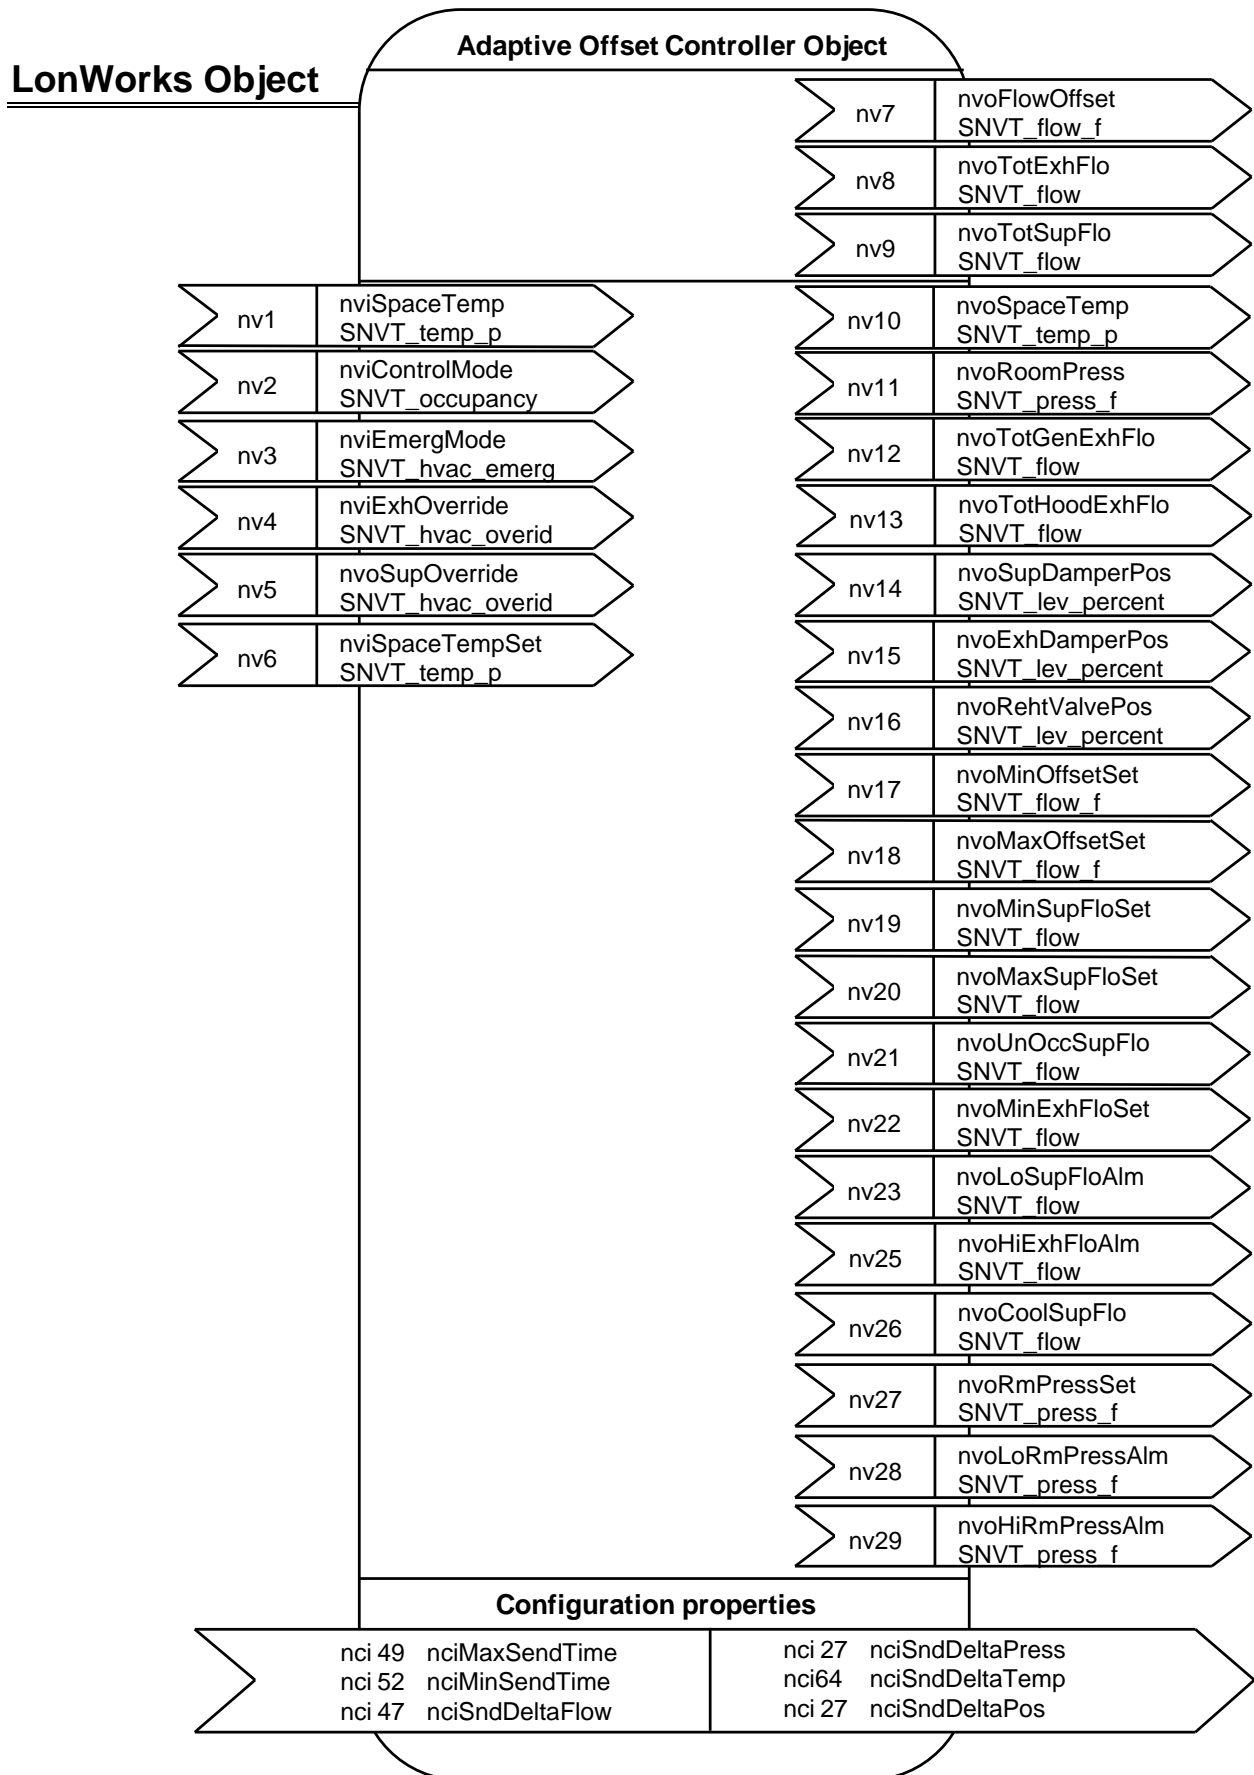 Adaptive Offset Controller Object
LonWorks Object
nv7
nvoFlowOffset
SNVT_flow_f
nv8
nvoTotExhFlo
SNVT_flow
nv9
nvoTotSupFlo
SNVT_flow
nv1
nviSpaceTemp
SNVT_temp_p
nv2
nviControlMode
SNVT_occupancy
nv3
nviEmergMode
SNVT_hvac_emerg
nv4
nviExhOverride
SNVT_hvac_overid
nv5
nvoSupOverride
SNVT_hvac_overid
nv6
nviSpaceTempSet
SNVT_temp_p
nv10
nvoSpaceTemp
SNVT_temp_p
nv11
nvoRoomPress
SNVT_press_f
nv12
nvoTotGenExhFlo
SNVT_flow
nv13
nvoTotHoodExhFlo
SNVT_flow
nv14
nvoSupDamperPos
SNVT_lev_percent
nv15
nvoExhDamperPos
SNVT_lev_percent
nv16
nvoRehtValvePos
SNVT_lev_percent
nv17
nvoMinOffsetSet
SNVT_flow_f
nv18
nvoMaxOffsetSet
SNVT_flow_f
nv19
nvoMinSupFloSet
SNVT_flow
nv20
nvoMaxSupFloSet
SNVT_flow
nv21
nvoUnOccSupFlo
SNVT_flow
nv22
nvoMinExhFloSet
SNVT_flow
nv23
nvoLoSupFloAlm
SNVT_flow
nv25
nvoHiExhFloAlm
SNVT_flow
nv26
nvoCoolSupFlo
SNVT_flow
nv27
nvoRmPressSet
SNVT_press_f
nv28
nvoLoRmPressAlm
SNVT_press_f
nv29
nvoHiRmPressAlm
SNVT_press_f
Configuration properties
nci 49 nciMaxSendTime
nci 52 nciMinSendTime
nci 47 nciSndDeltaFlow
nci 27 nciSndDeltaPress
nci64 nciSndDeltaTemp
nci 27 nciSndDeltaPos